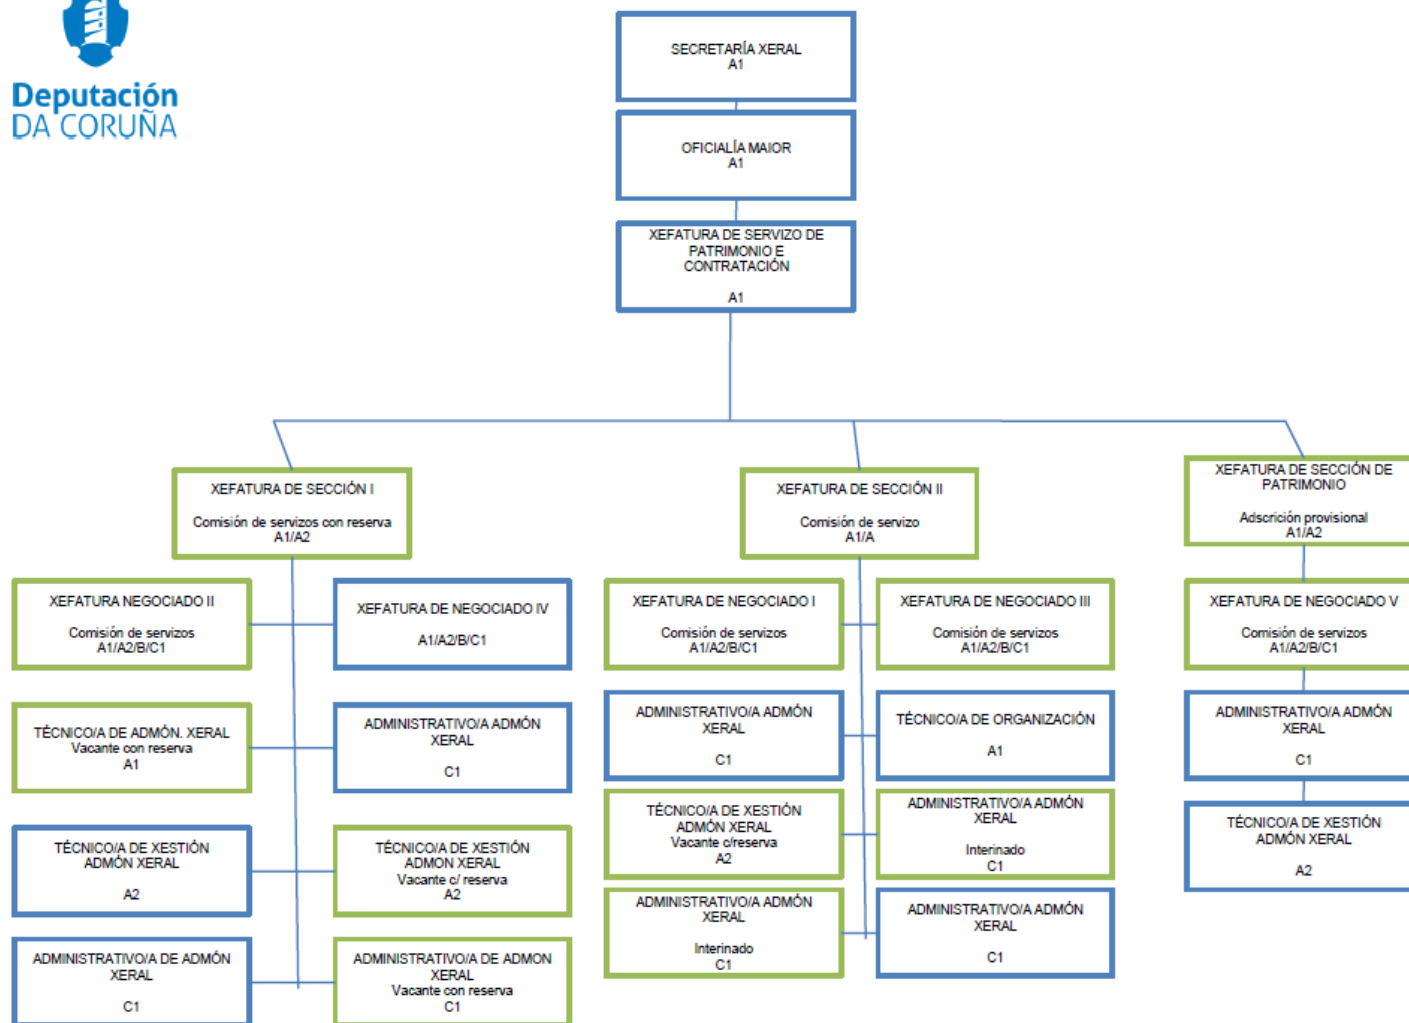 Deputación
DA CORUÑA
SECRETARÍA XERAL
A1
OFICIALÍA MAIOR
A1
XEFATURA DE SERVIZO DE
PATRIMONIO E
CONTRATACIÓN
A1
XEFATURA DE SECCIÓN I
Comisión de servizos con reserva
A1/A2
XEFATURA NEGOCIADO II
Comisión de servizos
A1/A2/B/C1
XEFATURA DE NEGOCIADO IV
A1/A2/B/C1
TÉCNICO/A DE ADMÓN. XERAL
Vacante con reserva
A1
ADMINISTRATIVO/A ADMÓN
XERAL
C1
TÉCNICO/A DE XESTIÓN
ADMÓN XERAL
A2
TÉCNICO/A DE XESTIÓN
ADMON XERAL
Vacante c/ reserva
A2
ADMINISTRATIVO/A DE ADMÓN
XERAL
C1
ADMINISTRATIVO/A DE ADMON
XERAL
Vacante con reserva
C1
XEFATURA DE SECCIÓN II
Comisión de servizo
A1/A
XEFATURA DE NEGOCIADO I
Comisión de servizos
A1/A2/B/C1
XEFATURA DE NEGOCIADO III
Comisión de servizos
A1/A2/B/C1
ADMINISTRATIVO/A ADMÓN
XERAL
C1
TÉCNICO/A DE ORGANIZACIÓN
A1
TÉCNICO/A DE XESTIÓN
ADMÓN XERAL
Vacante c/reserva
A2
ADMINISTRATIVO/A ADMÓN
XERAL
Interinado
C1
ADMINISTRATIVO/A ADMÓN
XERAL
Interinado
C1
ADMINISTRATIVO/A ADMÓN
XERAL
C1
XEFATURA DE SECCIÓN DE
PATRIMONIO
Adscrición provisional
A1/A2
XEFATURA DE NEGOCIADO V
Comisión de servizos
A1/A2/B/C1
ADMINISTRATIVO/A ADMÓN
XERAL
C1
TÉCNICO/A DE XESTIÓN
ADMÓN XERAL
A2